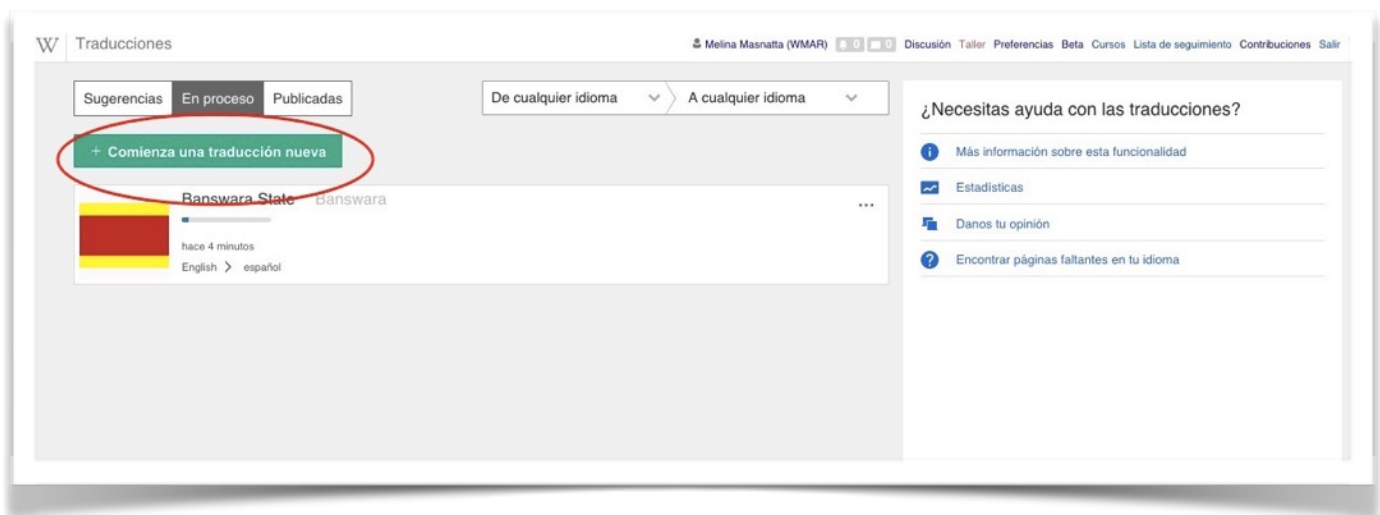 W Traducciones
Melina Masnatta (WMAR) 0 0 Discusión Taller Preferencias Beta Cursos Lista de seguimiento Contribuciones Salir
Sugerencias En proceso Publicadas
De cualquier idioma A cualquier idioma
+ Comienza una traducción nueva
Banswara State Banswara
...
hace 4 minutos
English > español
¿Necesitas ayuda con las traducciones?
Más información sobre esta funcionalidad
Estadísticas
Danos tu opinión
Encontrar páginas faltantes en tu idioma